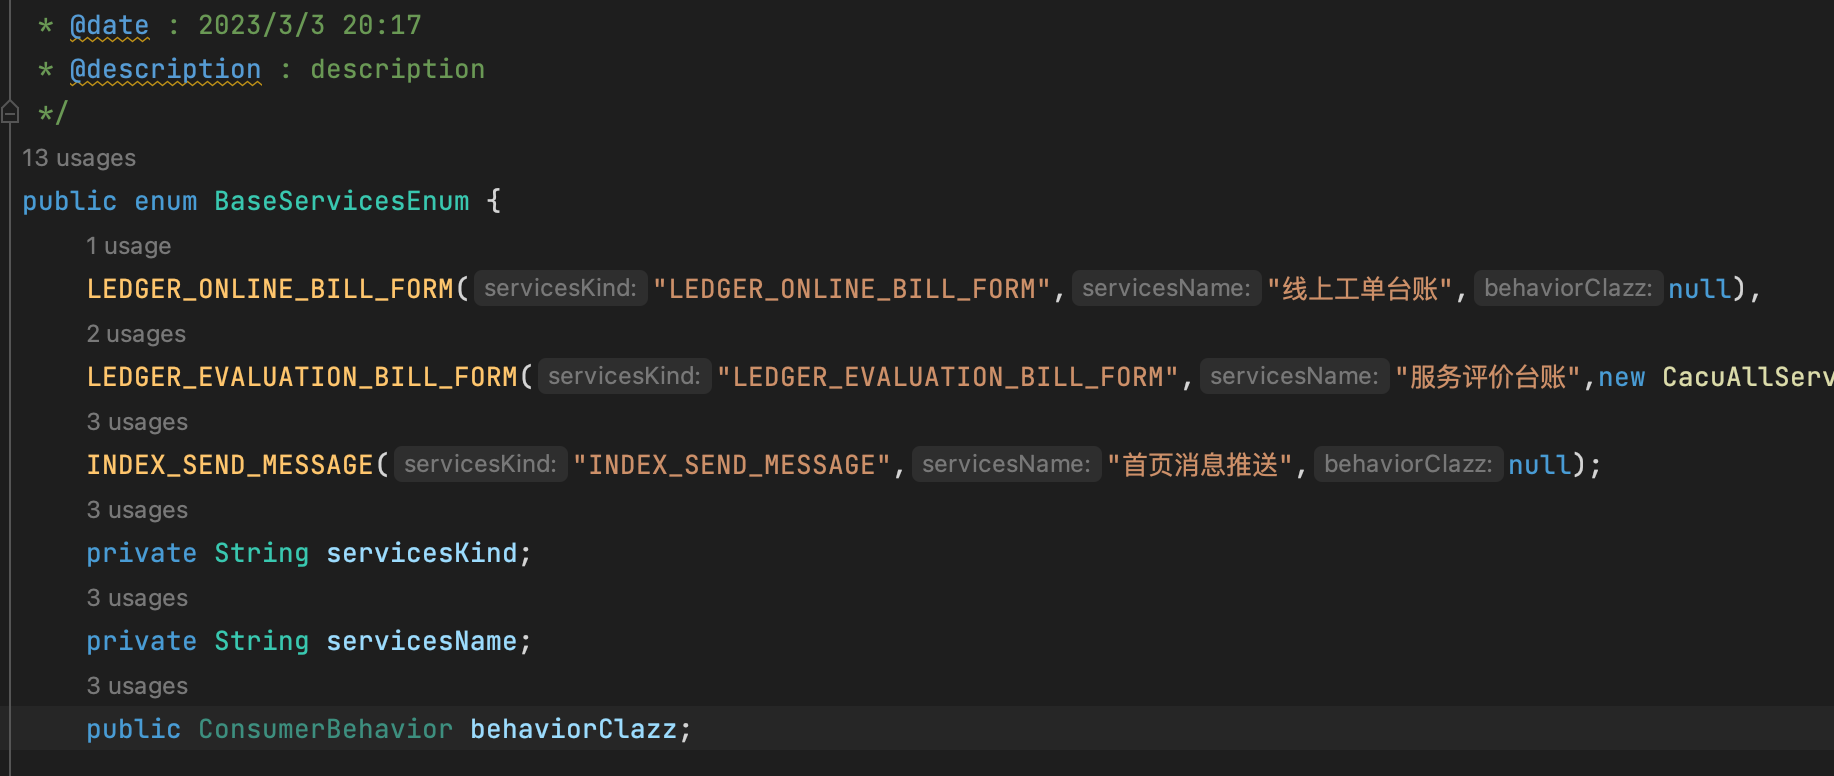 * @date : 2023/3/3 20:17
* @description : description
*/
13 usages
public enum BaseServicesEnum {
1 usage
LEDGER_ONLINE_BILL_FORM( servicesKind: "LEDGER_ONLINE_BILL_FORM", servicesName: "线上工单台账", behaviorClazz: null),
2 usages
LEDGER_EVALUATION_BILL_FORM( servicesKind: "LEDGER_EVALUATION_BILL_FORM", servicesName: "服务评价台账",new CacuAllServ
3 usages
INDEX_SEND_MESSAGE( servicesKind: "INDEX_SEND_MESSAGE", servicesName: "首页消息推送", behaviorClazz: null);
3 usages
private String servicesKind;
3 usages
private String servicesName;
3 usages
public ConsumerBehavior behaviorClazz;